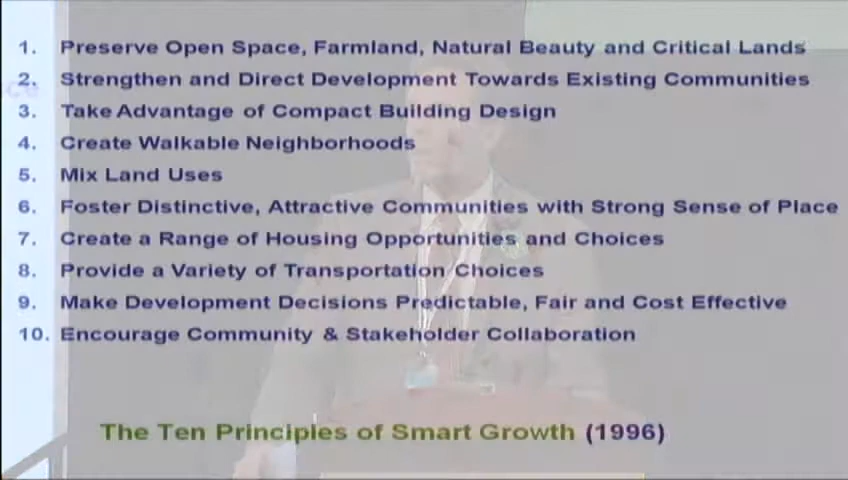 1. Preserve Open Space, Farmland, Natural Beauty and Critical Lands
2. Strengthen and Direct Development Towards Existing Communities
3. Take Advantage of Compact Building Design
4. Create Walkable Neighborhoods
5. Mix Land Uses
6. Foster Distinctive, Attractive Communities with Strong Sense of Place
7. Create a Range of Housing Opportunities and Choices
8. Provide a Variety of Transportation Choices
9. Make Development Decisions Predictable, Fair and Cost Effective
10. Encourage Community & Stakeholder Collaboration
The Ten Principles of Smart Growth (1996)